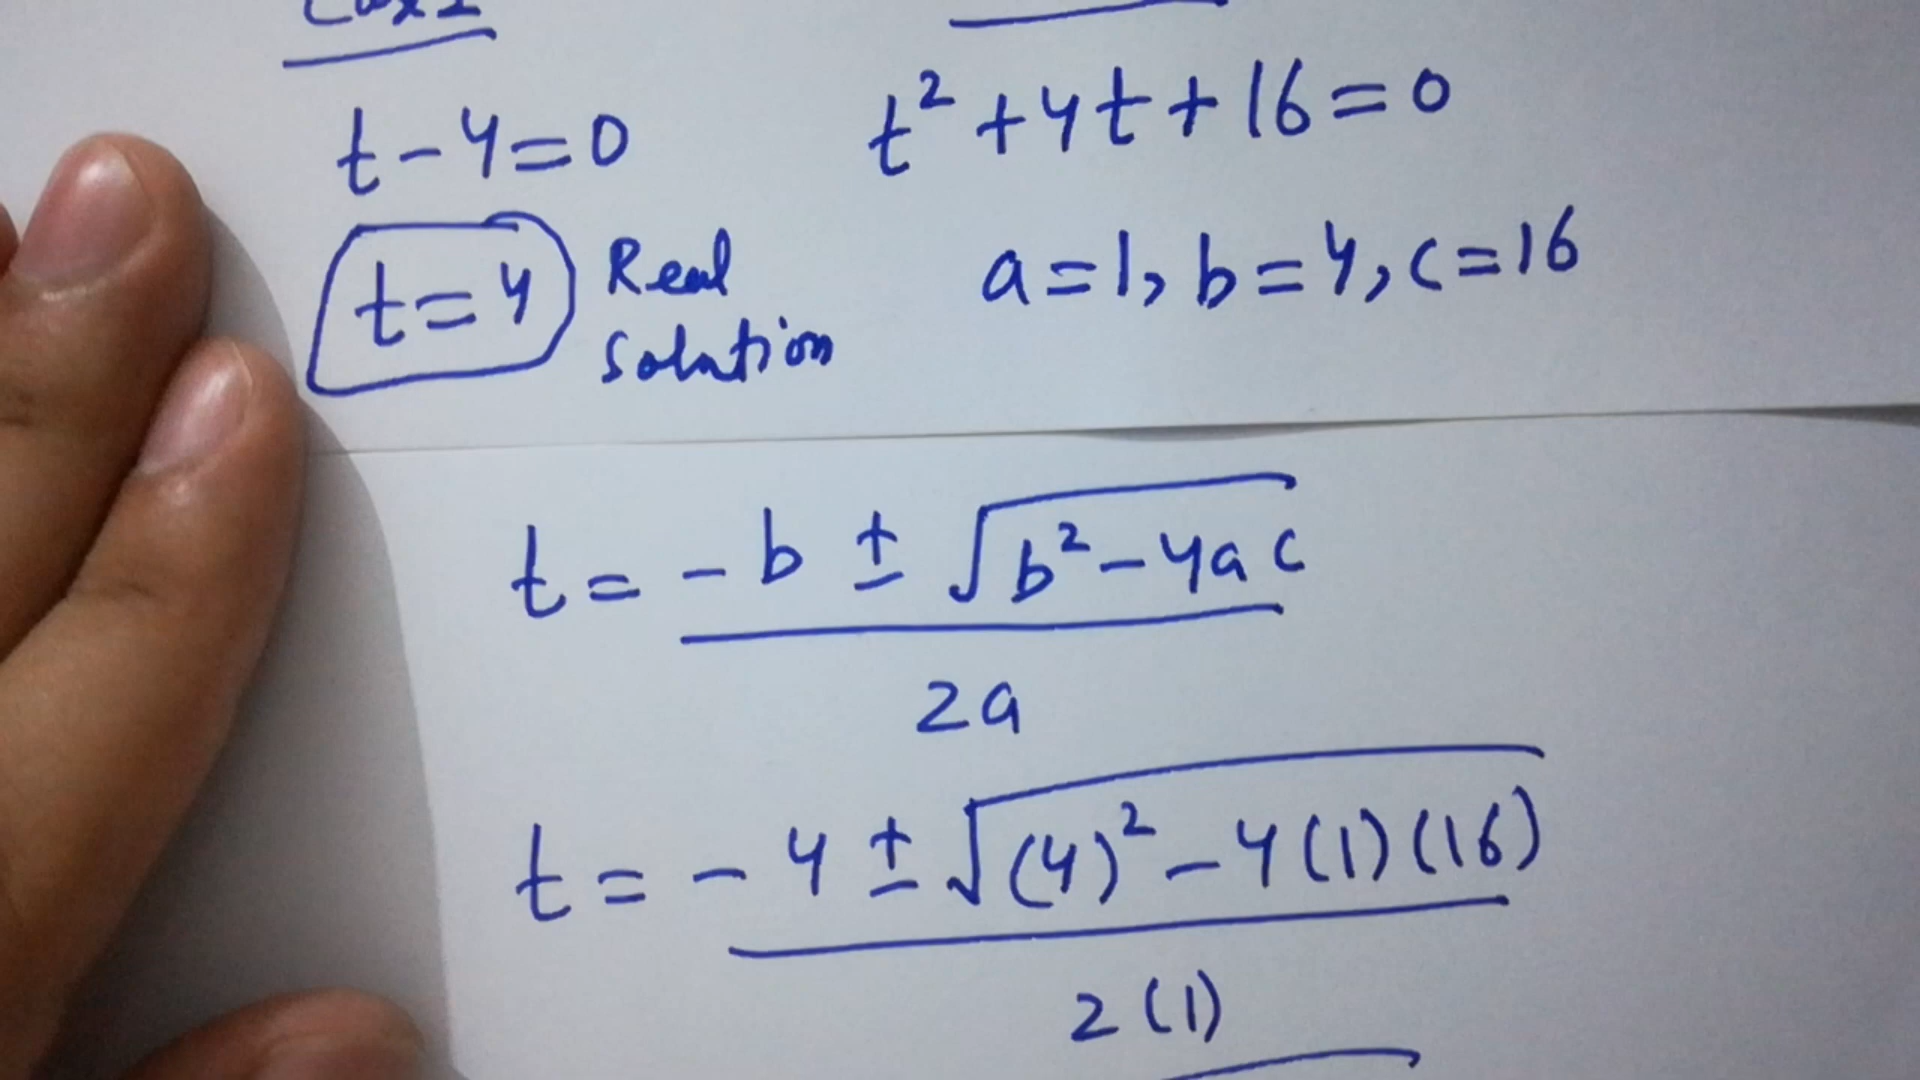 t-4=0
t=4 Real
Solution
t²+4t+16=0
a=1, b=4, c=16
t = -b ± √(b²-4ac)
2a
t = -4 ± √((4)²-4(1)(16))
2(1)